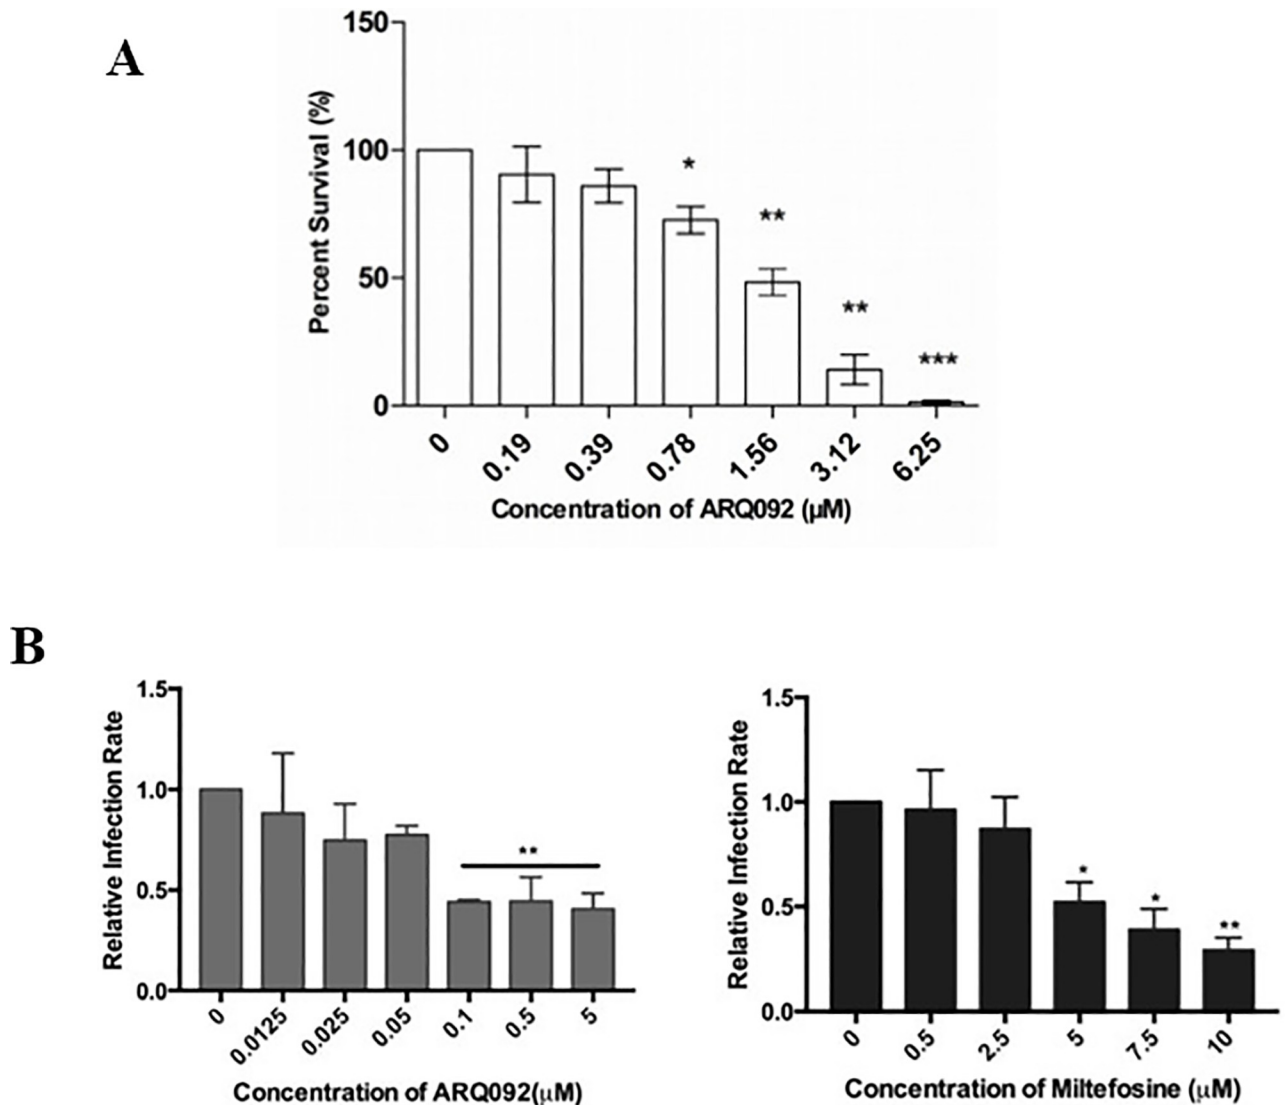 A
150
100
50
0
Percent Survival (%)
*
**
**
***
0 0.19 0.39 0.78 1.56 3.12 6.25
Concentration of ARQ092 (µM)
B
1.5
1.0
0.5
0.0
Relative Infection Rate
**
0 0.0125 0.025 0.05 0.1 0.5 5
Concentration of ARQ092(µM)
1.5
1.0
0.5
0.0
Relative Infection Rate
*
*
**
0 0.5 2.5 5 7.5 10
Concentration of Miltefosine (µM)